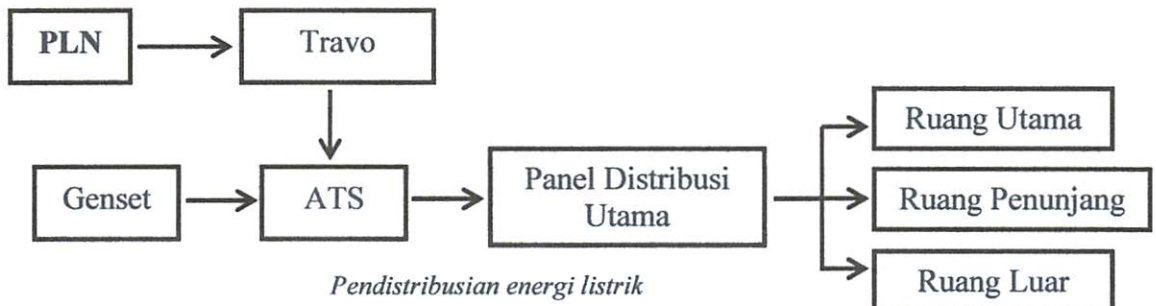 PLN
Travo
Genset
ATS
Panel Distribusi
Utama
Ruang Utama
Ruang Penunjang
Ruang Luar
Pendistribusian energi listrik